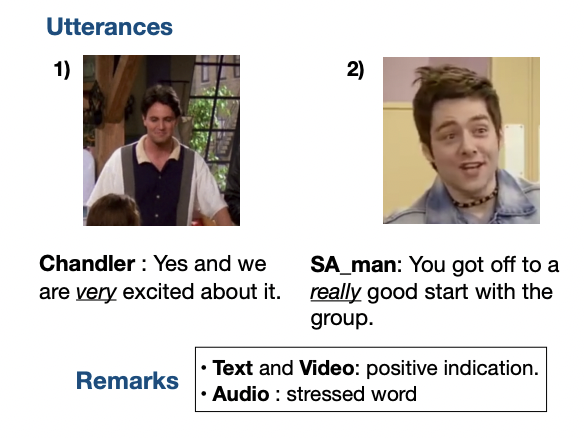 Utterances
1)
2)
Chandler : Yes and we
are very excited about it.
SA_man: You got off to a
really good start with the
group.
Remarks
• Text and Video: positive indication.
• Audio : stressed word